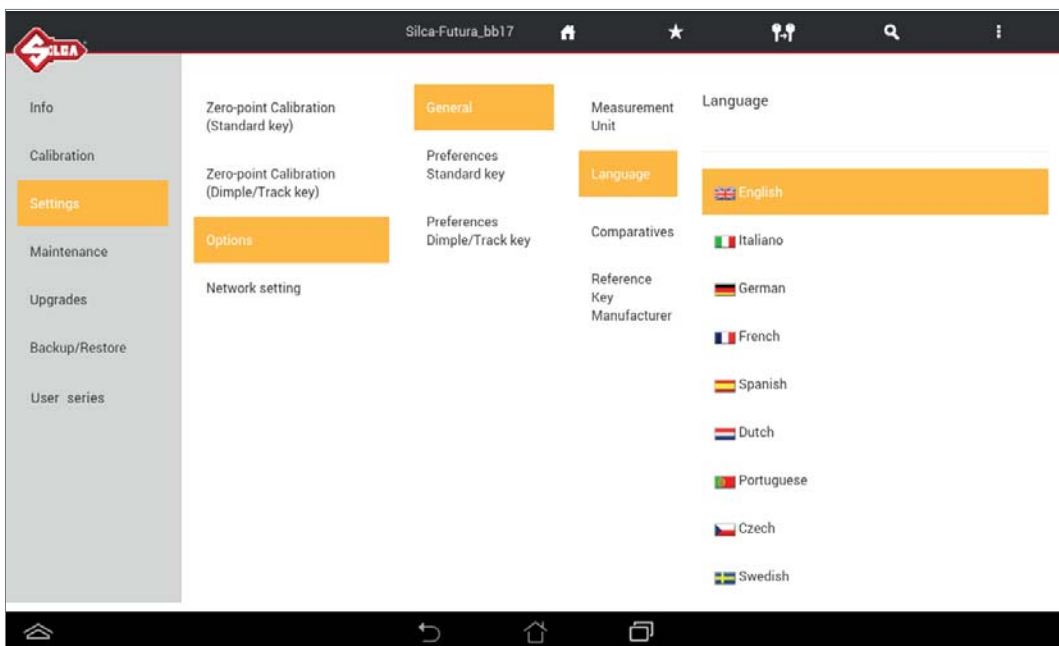 SILCA
Silca-Futura_bb17
Info
Calibration
Settings
Maintenance
Upgrades
Backup/Restore
User series
Zero-point Calibration
(Standard key)
Zero-point Calibration
(Dimple/Track key)
Options
Network setting
General
Preferences
Standard key
Preferences
Dimple/Track key
Measurement
Unit
Language
Comparatives
Reference
Key
Manufacturer
Language
English
Italiano
German
French
Spanish
Dutch
Portuguese
Czech
Swedish